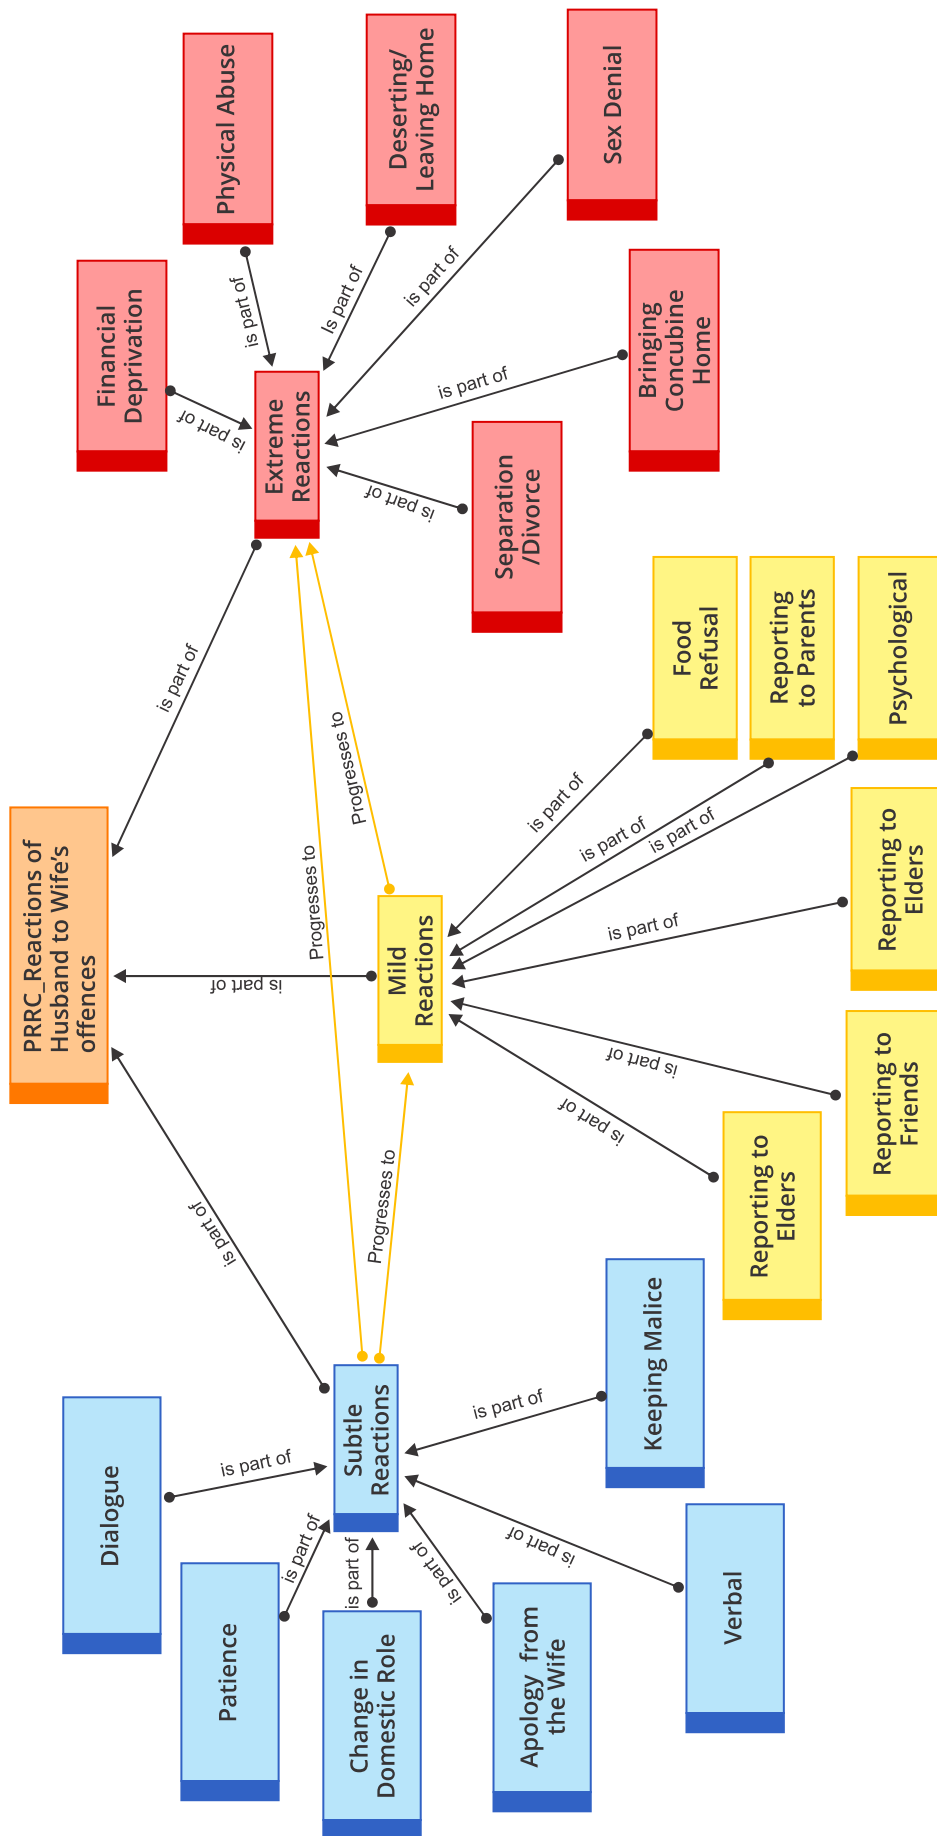 PRRC_Reactions of
Husband to Wife's
offences
is part of
is part of
is part of
Subtle
Reactions
Mild
Reactions
Extreme
Reactions
Progresses to
Progresses to
Progresses to
Dialogue
is part of
Patience
is part of
Change in
Domestic Role
is part of
Apology from
the Wife
is part of
Verbal
is part of
Keeping Malice
is part of
Reporting to
Elders
is part of
Reporting to
Friends
is part of
Reporting to
Elders
is part of
Psychological
is part of
Reporting
to Parents
is part of
Food
Refusal
is part of
Separation
/Divorce
is part of
Bringing
Concubine
Home
is part of
Sex Denial
is part of
Deserting/
Leaving Home
Is part of
Physical Abuse
is part of
Financial
Deprivation
is part of